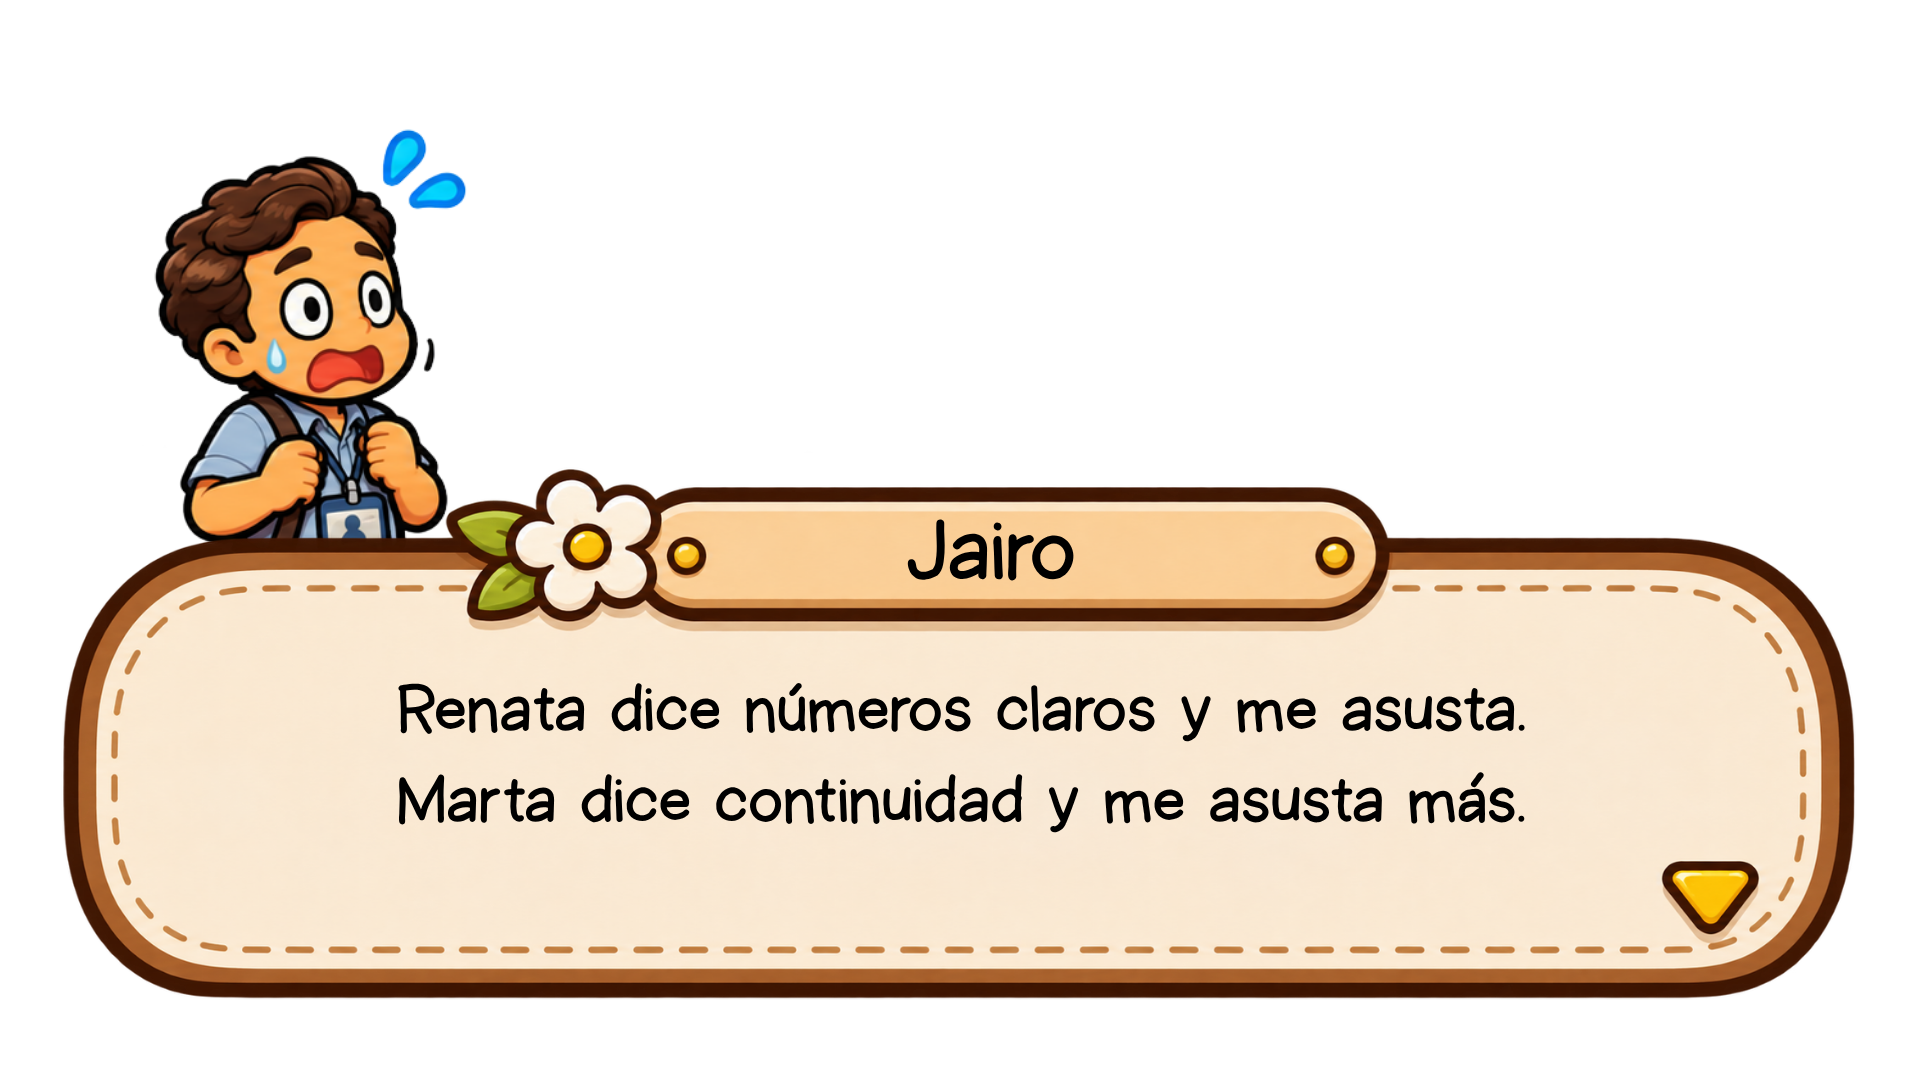 Jairo
Renata dice números claros y me asusta.
Marta dice continuidad y me asusta más.